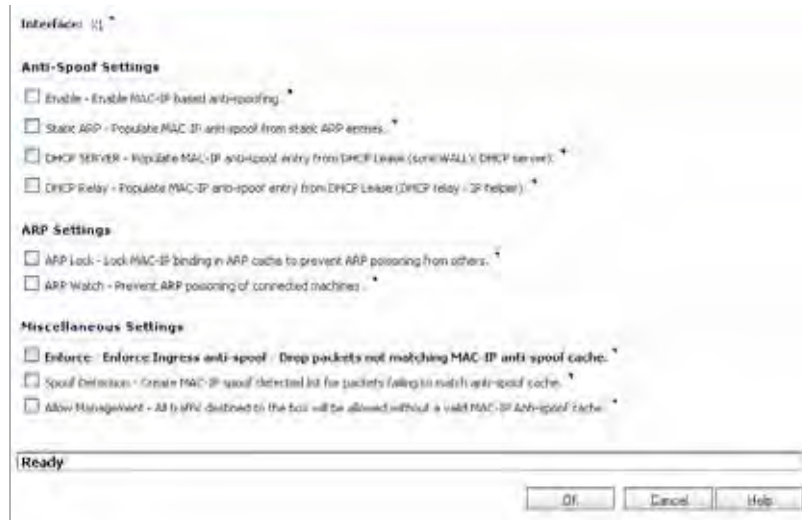 Interface: X1 *
Anti-Spoof Settings
Enable - Enable MAC-IP based anti-spoofing. *
Static ARP - Populate MAC-IP anti-spoof from static ARP entries. *
DHCP SERVER - Populate MAC-IP anti-spoof entry from DHCP Lease (SonicWALL's DHCP server). *
DHCP Relay - Populate MAC-IP anti-spoof entry from DHCP Lease (DHCP relay - IP helper). *
ARP Settings
ARP Lock - Lock MAC-IP binding in ARP cache to prevent ARP poisoning from others. *
ARP Watch - Prevent ARP poisoning of connected machines. *
Miscellaneous Settings
Enforce - Enforce Ingress anti-spoof - Drop packets not matching MAC-IP anti-spoof cache. *
Spoof Detection - Create MAC-IP spoof detected list for packets failing to match anti-spoof cache. *
Allow Management - All traffic destined to the box will be allowed without a valid MAC-IP Anti-spoof cache. *
Ready
OK Cancel Help